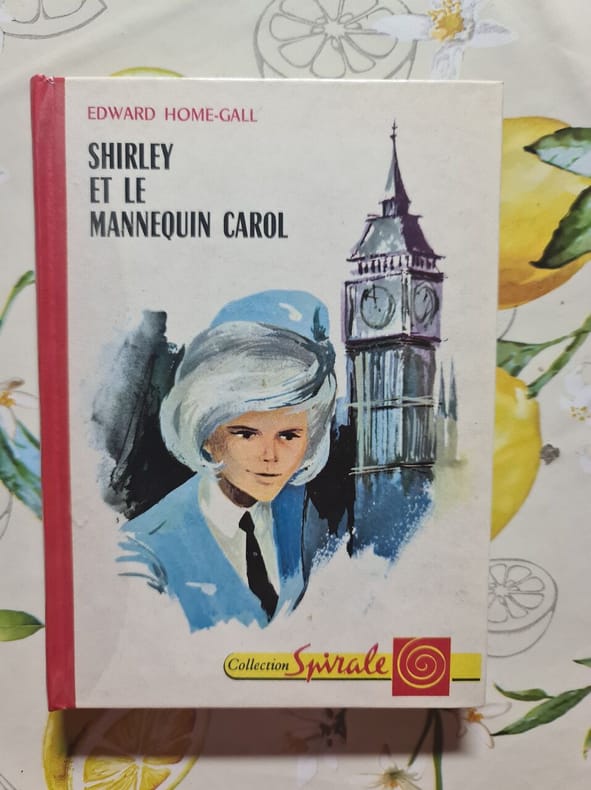 EDWARD HOME-GALL
SHIRLEY
ET LE
MANNEQUIN CAROL
Collection Spirale